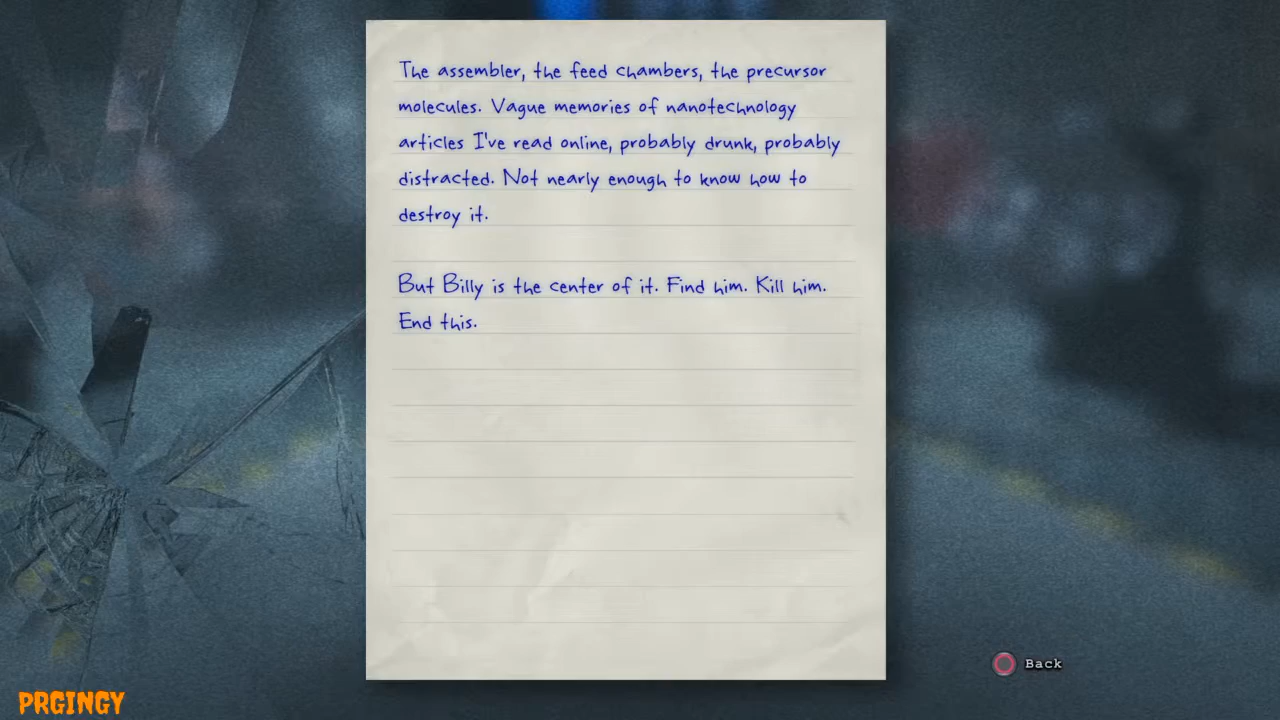 The assembler, the feed chambers, the precursor
molecules. Vague memories of nanotechnology
articles I've read online, probably drunk, probably
distracted. Not nearly enough to know how to
destroy it.
But Billy is the center of it. Find him. Kill him.
End this.
Back
PRGINGY